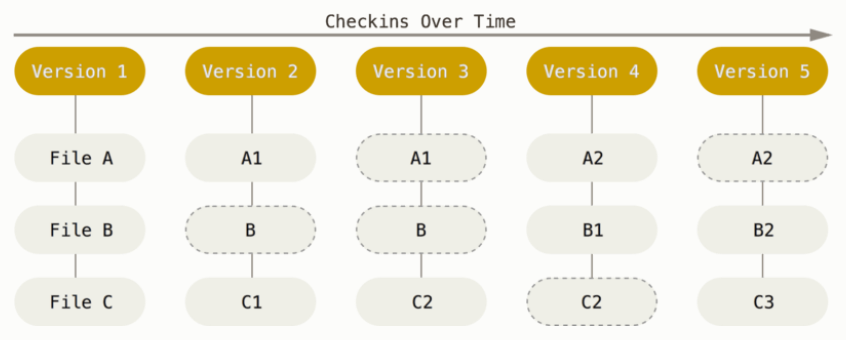 Checkins Over Time
Version 1 Version 2 Version 3 Version 4 Version 5
File A A1 A1 A2 A2
File B B B B1 B2
File C C1 C2 C2 C3